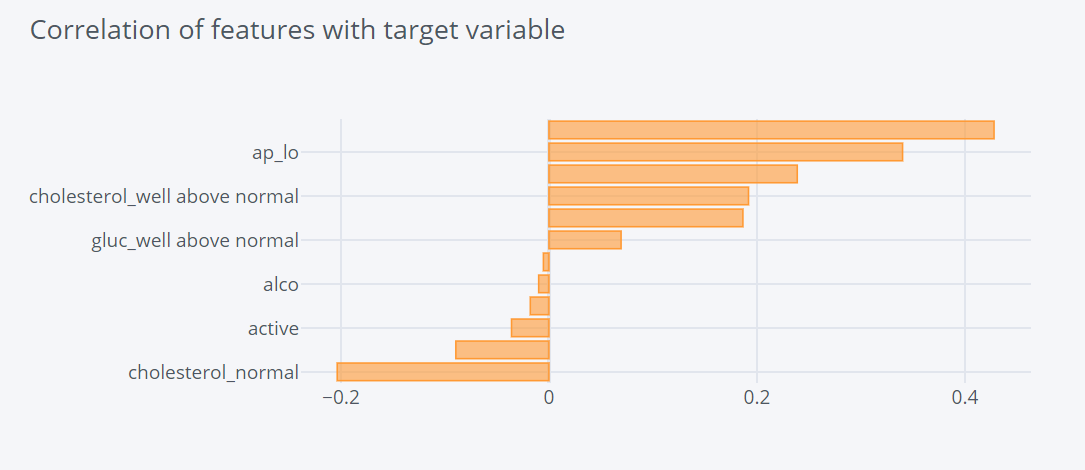 Correlation of features with target variable
ap_lo
cholesterol_well above normal
gluc_well above normal
alco
active
cholesterol_normal
−0.2
0
0.2
0.4